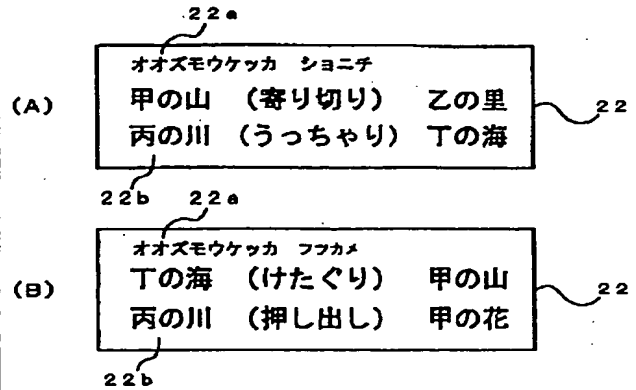 22a
オオズモウケッカ ショニチ
(A) 甲の山 (寄り切り) 乙の里 22
丙の川 (うっちゃり) 丁の海
22b 22a
オオズモウケッカ フツカメ
(B) 丁の海 (けたぐり) 甲の山 22
丙の川 (押し出し) 甲の花
22b